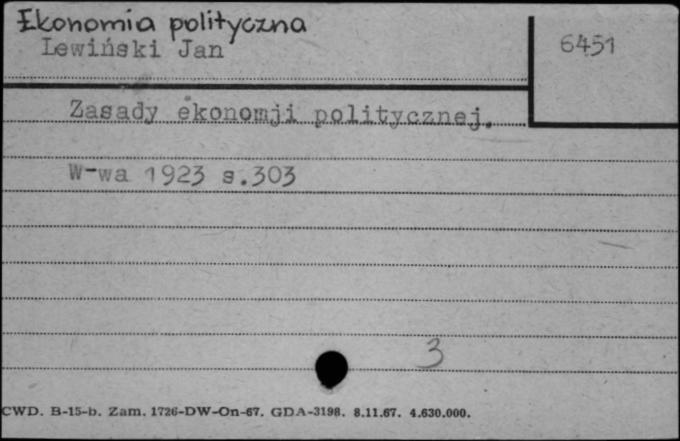 Ekonomia polityczna
Lewiński Jan
6451
Zasady ekonomji politycznej.
W-wa 1923 s.303
3
CWD. B-15-b. Zam. 1726-DW-On-67. GDA-3198. 8.11.67. 4.630.000.